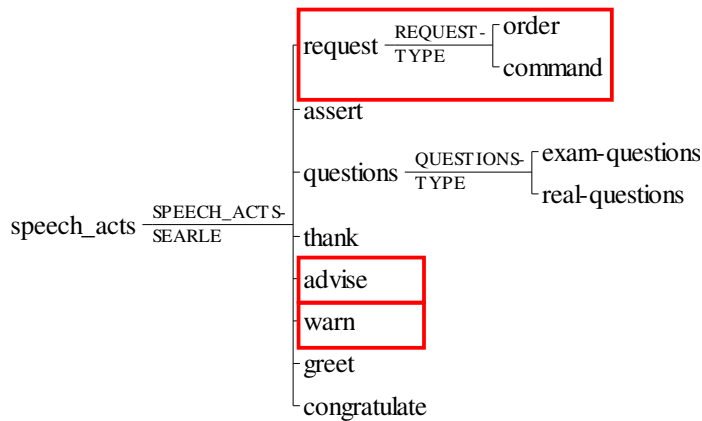 request
REQUEST-
TYPE
order
command
assert
questions
QUESTIONS-
TYPE
exam-questions
real-questions
speech_acts
SPEECH_ACTS-
SEARLE
thank
advise
warn
greet
congratulate